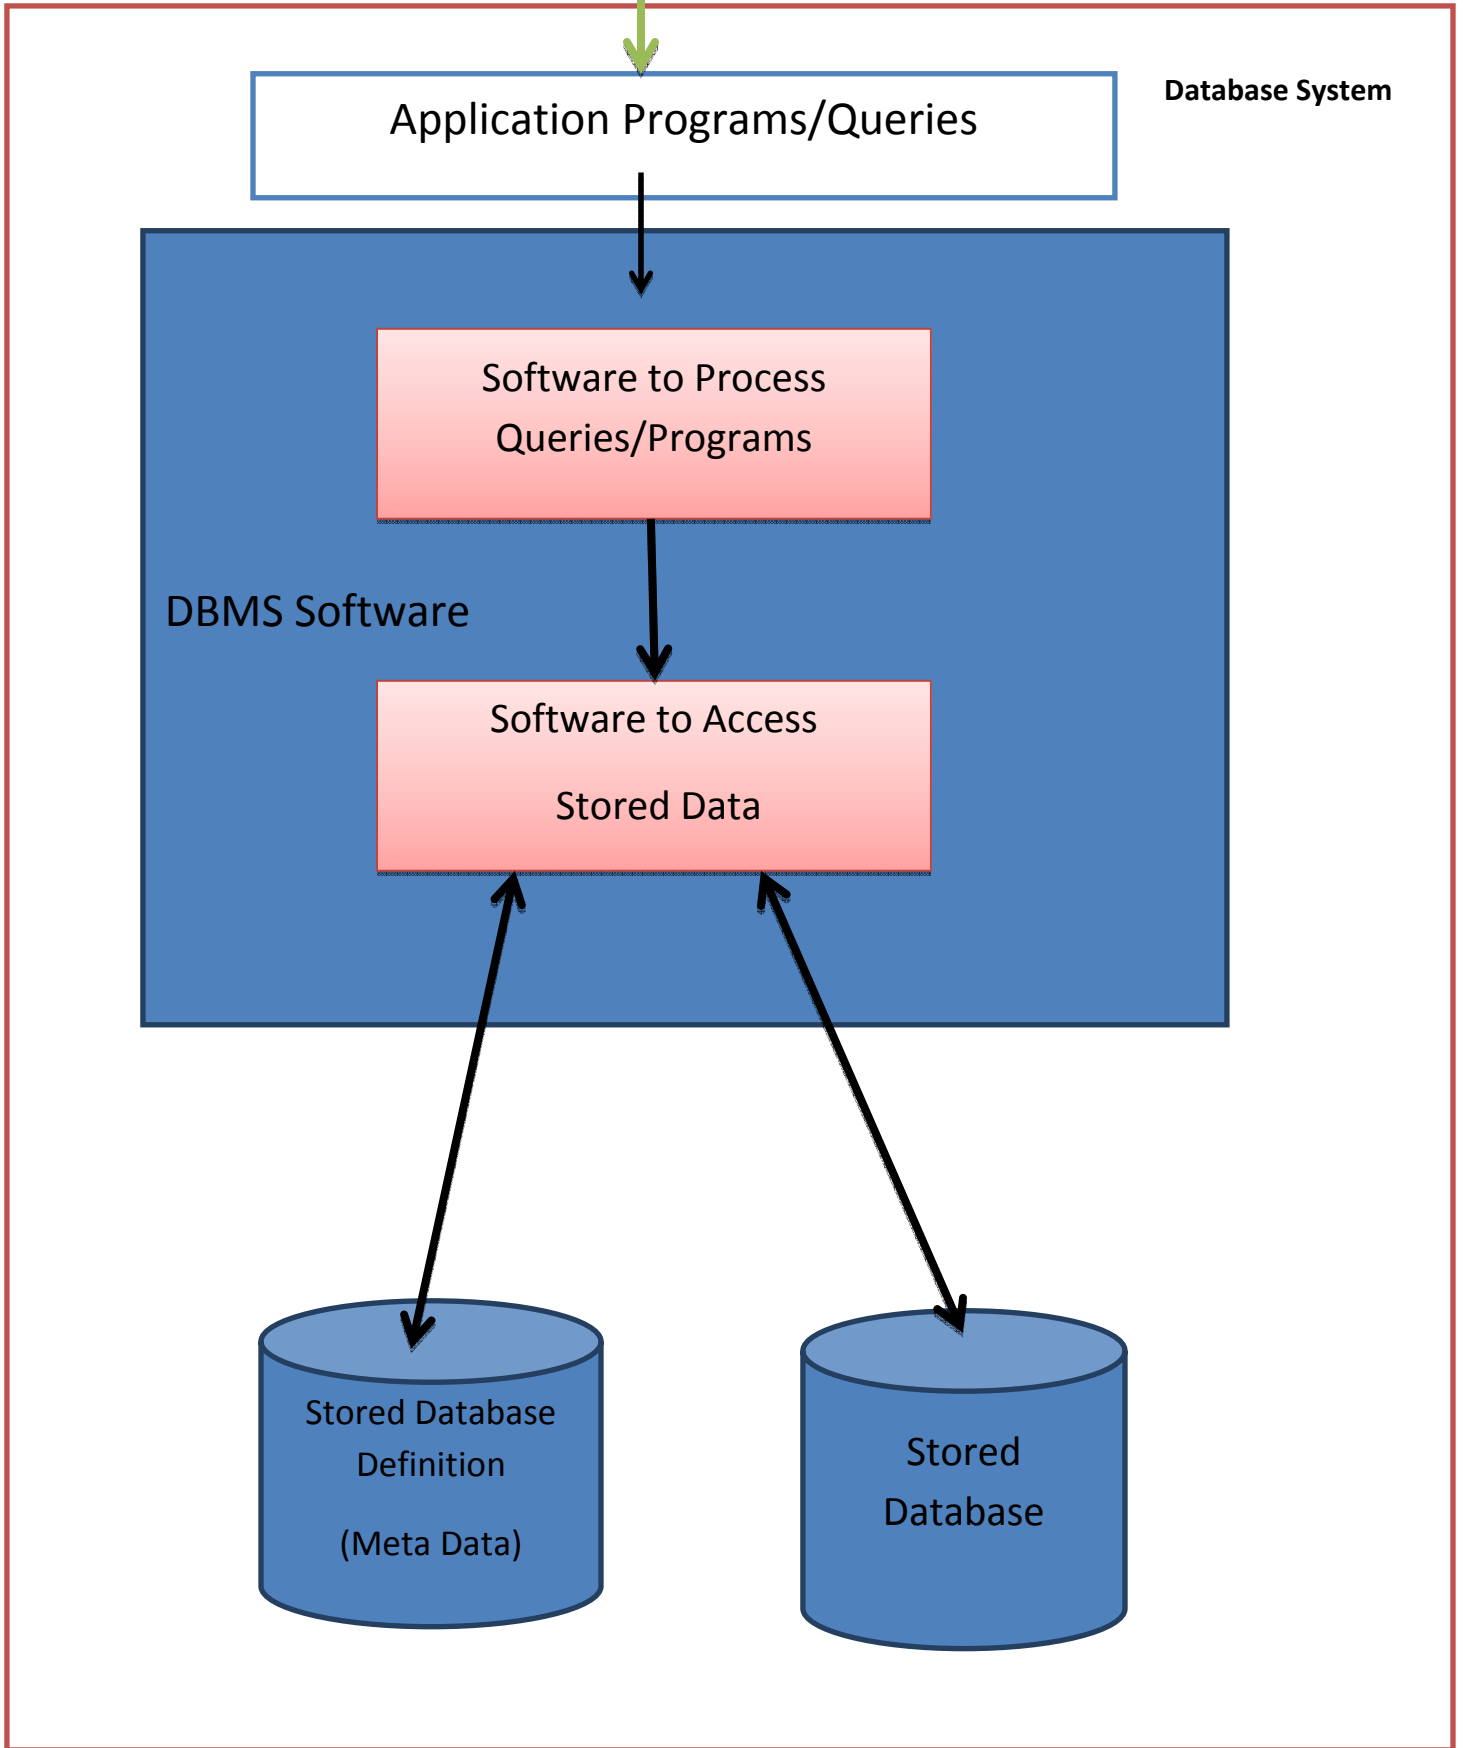 Database System
Application Programs/Queries
Software to Process
Queries/Programs
DBMS Software
Software to Access
Stored Data
Stored Database
Definition
(Meta Data)
Stored
Database